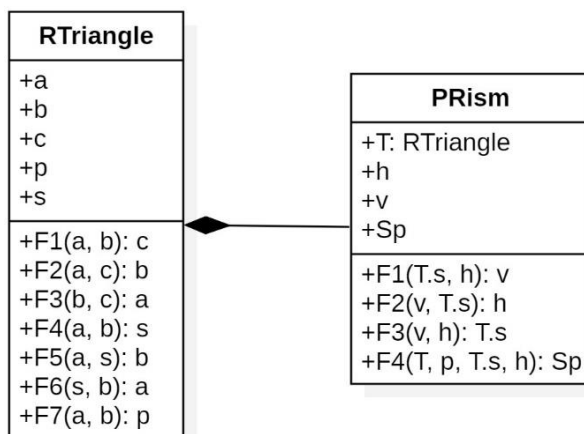 RTriangle
+a
+b
+c
+p
+s
+F1(a, b): c
+F2(a, c): b
+F3(b, c): a
+F4(a, b): s
+F5(a, s): b
+F6(s, b): a
+F7(a, b): p
PRism
+T: RTriangle
+h
+v
+Sp
+F1(T.s, h): v
+F2(v, T.s): h
+F3(v, h): T.s
+F4(T, p, T.s, h): Sp